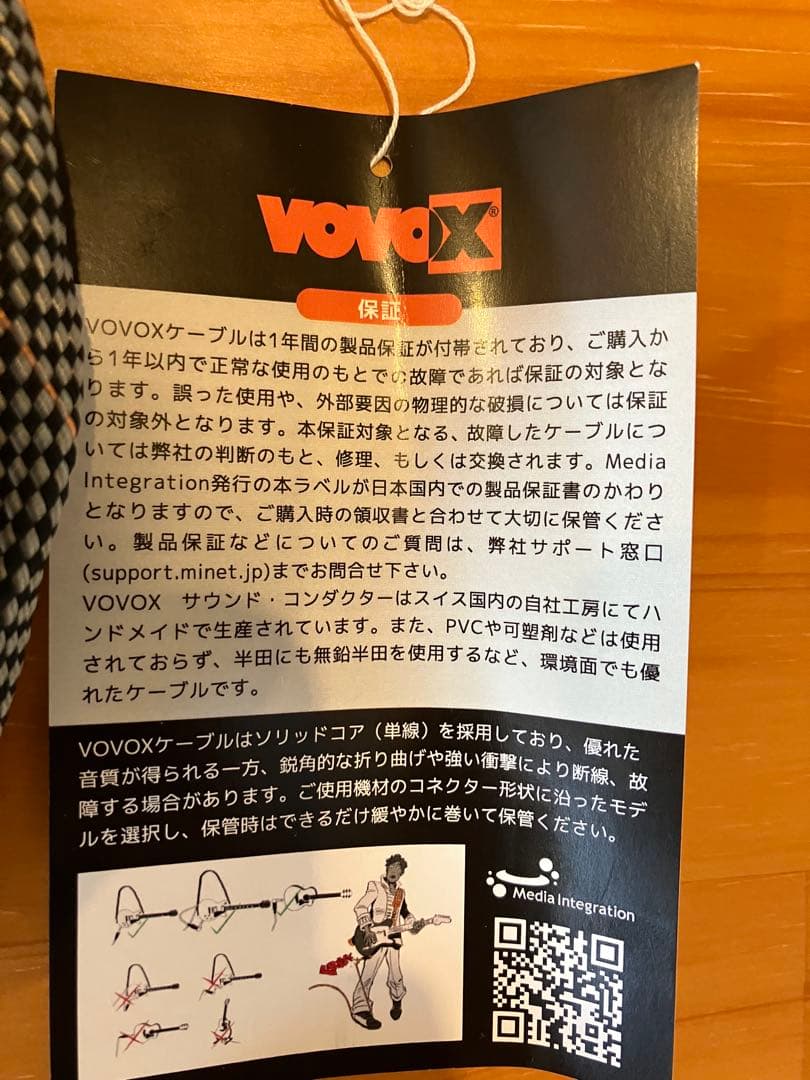 VOVOX®
保証
VOVOXケーブルは1年間の製品保証が付帯されており、ご購入か
ら1年以内で正常な使用のもとでの故障であれば保証の対象とな
ります。誤った使用や、外部要因の物理的な破損については保証
の対象外となります。本保証対象となる、故障したケーブルにつ
いては弊社の判断のもと、修理、もしくは交換されます。Media
Integration発行の本ラベルが日本国内での製品保証書のかわり
となりますので、ご購入時の領収書と合わせて大切に保管くださ
い。製品保証などについてのご質問は、弊社サポート窓口
(support.minet.jp)までお問合せ下さい。
VOVOX　サウンド・コンダクターはスイス国内の自社工房にてハ
ンドメイドで生産されています。また、PVCや可塑剤などは使用
されておらず、半田にも無鉛半田を使用するなど、環境面でも優
れたケーブルです。
VOVOXケーブルはソリッドコア（単線）を採用しており、優れた
音質が得られる一方、鋭角的な折り曲げや強い衝撃により断線、故
障する場合があります。ご使用機材のコネクター形状に沿ったモデ
ルを選択し、保管時はできるだけ緩やかに巻いて保管ください。
Media Integration